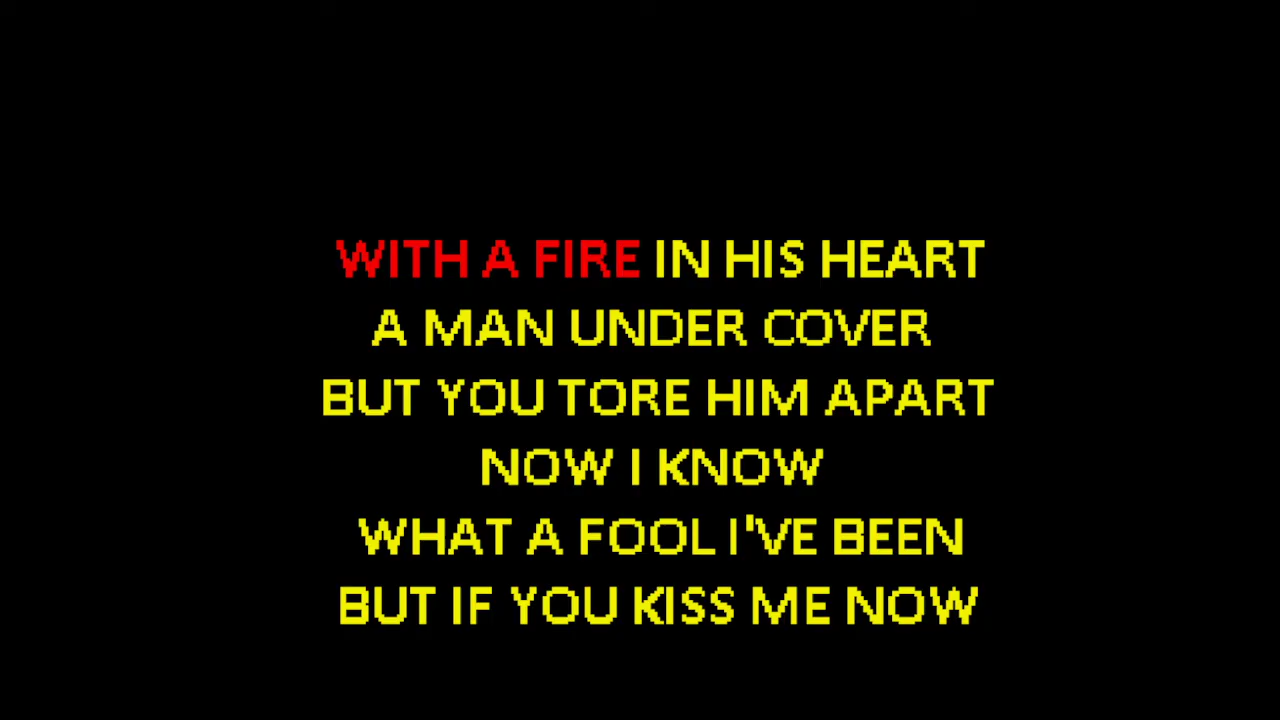 WITH A FIRE IN HIS HEART
A MAN UNDER COVER
BUT YOU TORE HIM APART
NOW I KNOW
WHAT A FOOL I'VE BEEN
BUT IF YOU KISS ME NOW